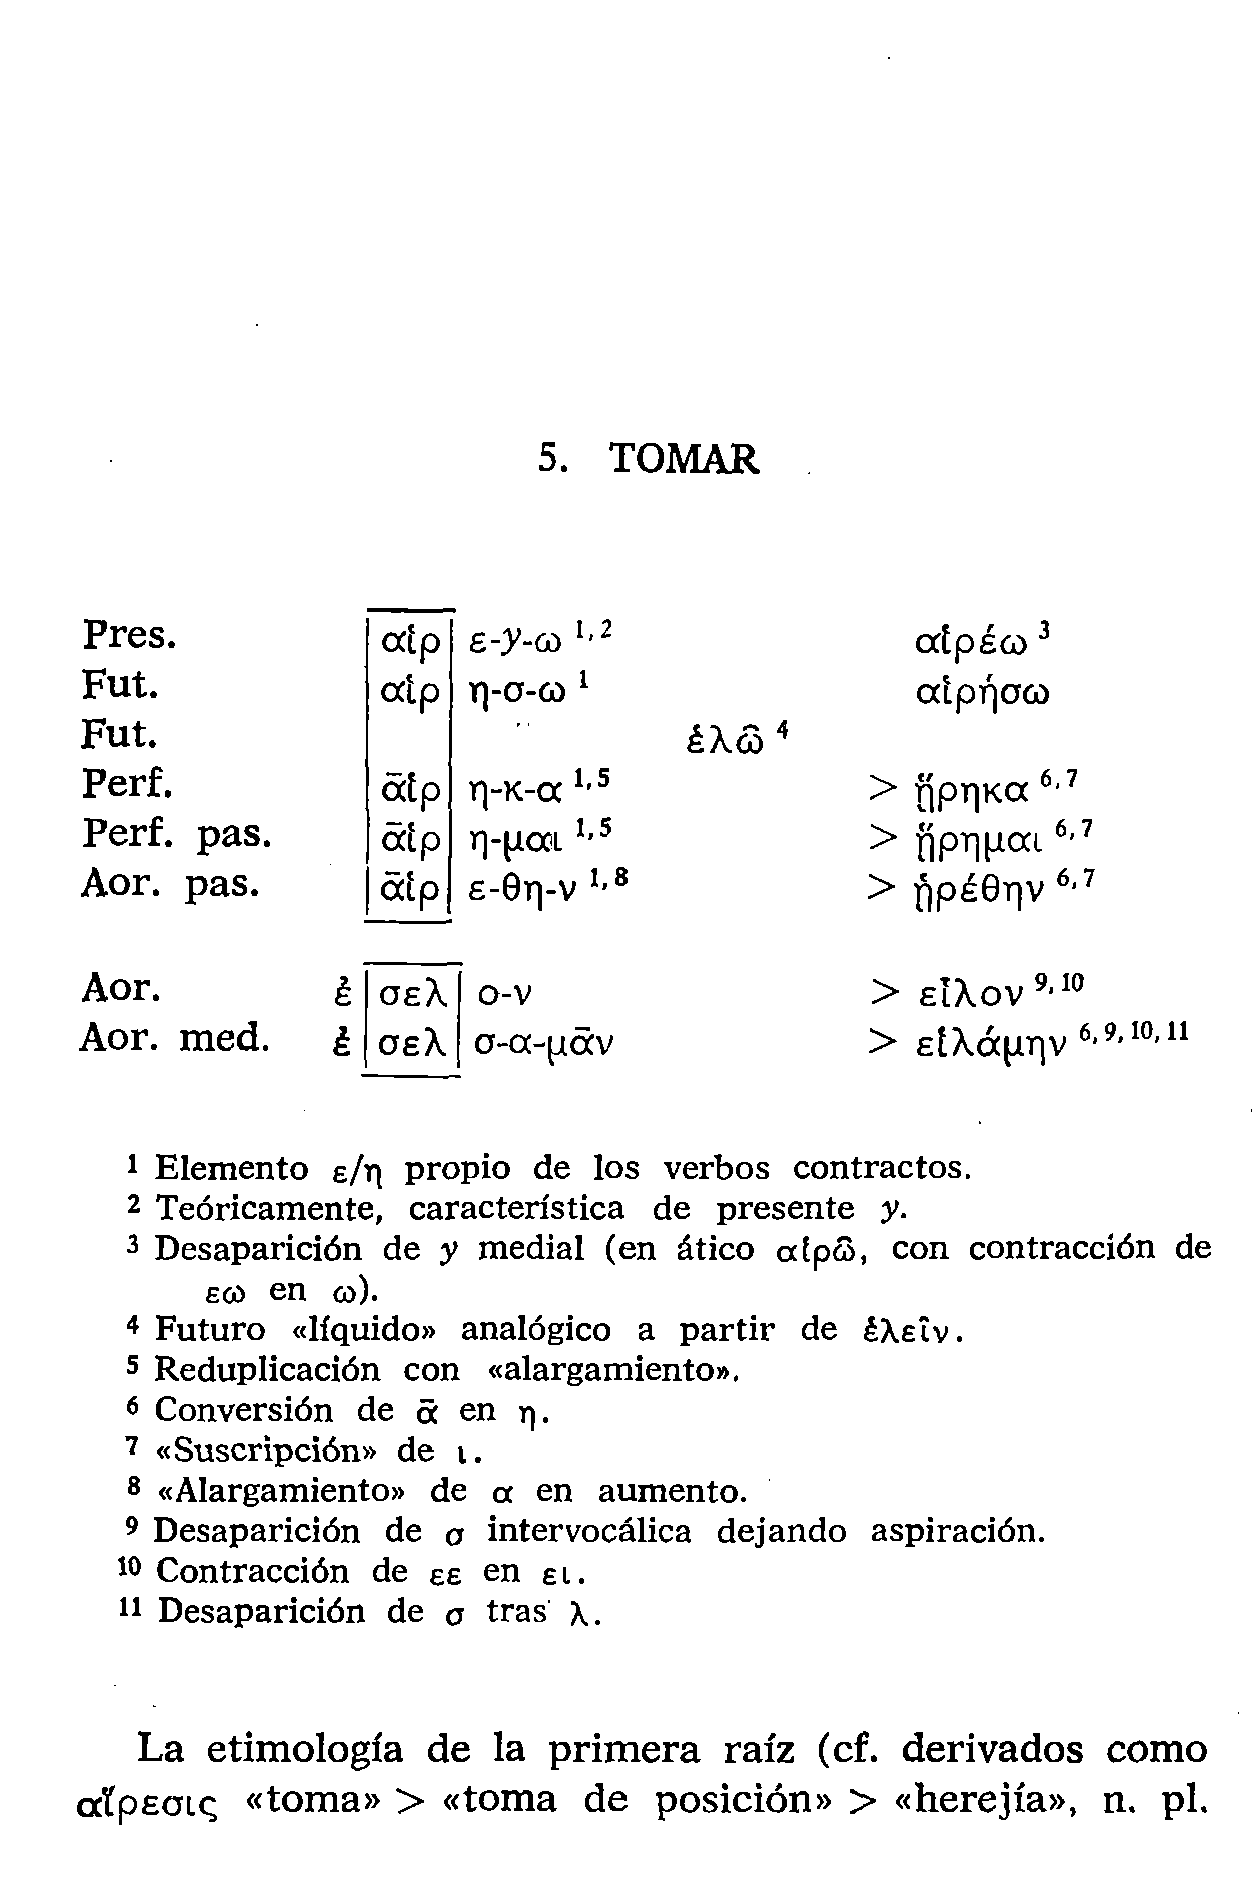 5. TOMAR
Pres. αἱρ ε-y-ω 1,2 αἱρέω 3
Fut. αἱρ η-σ-ω 1 αἱρήσω
Fut. ἑλῶ 4
Perf. ᾱἱρ η-κ-α 1,5 > ᾕρηκα 6,7
Perf. pas. ᾱἱρ η-μαι 1,5 > ᾕρημαι 6,7
Aor. pas. ᾱἱρ ε-θη-ν 1,8 > ᾑρέθην 6,7
Aor. ἐ σελ ο-ν > εἷλον 9,10
Aor. med. ἐ σελ σ-α-μᾱν > εἱλάμην 6,9,10,11
1 Elemento ε/η propio de los verbos contractos.
2 Teóricamente, característica de presente y.
3 Desaparición de y medial (en ático αἱρῶ, con contracción de
εω en ω).
4 Futuro «líquido» analógico a partir de ἑλεῖν.
5 Reduplicación con «alargamiento».
6 Conversión de ᾱ en η.
7 «Suscripción» de ι.
8 «Alargamiento» de α en aumento.
9 Desaparición de σ intervocálica dejando aspiración.
10 Contracción de εε en ει.
11 Desaparición de σ tras λ.
La etimología de la primera raíz (cf. derivados como
αἵρεσις «toma» > «toma de posición» > «herejía», n. pl.